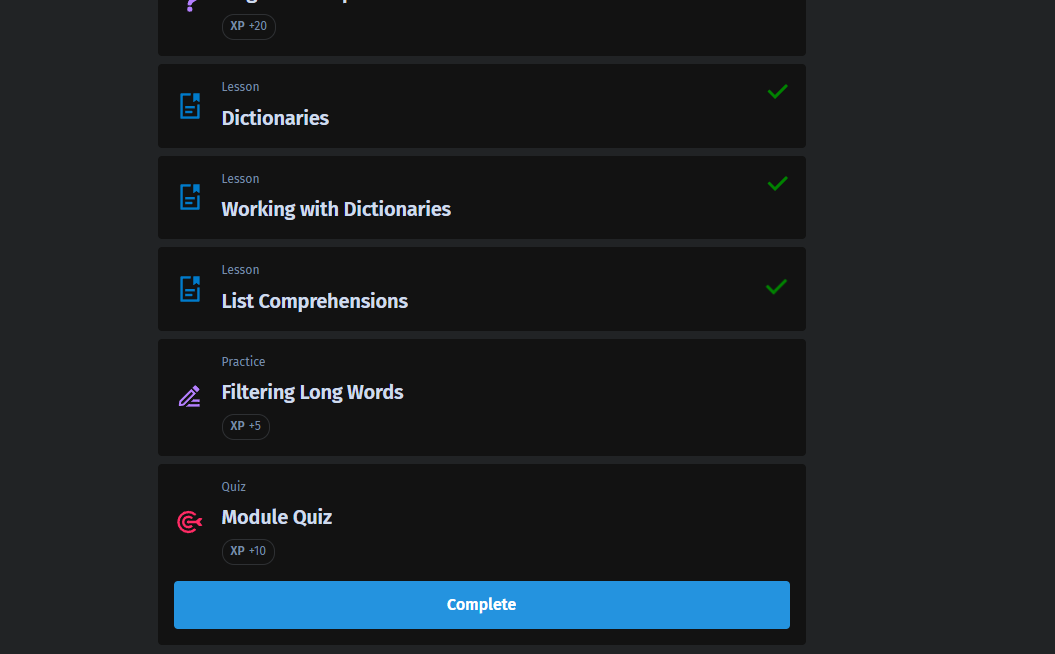 XP +20
Lesson
Dictionaries
Lesson
Working with Dictionaries
Lesson
List Comprehensions
Practice
Filtering Long Words
XP +5
Quiz
Module Quiz
XP +10
Complete